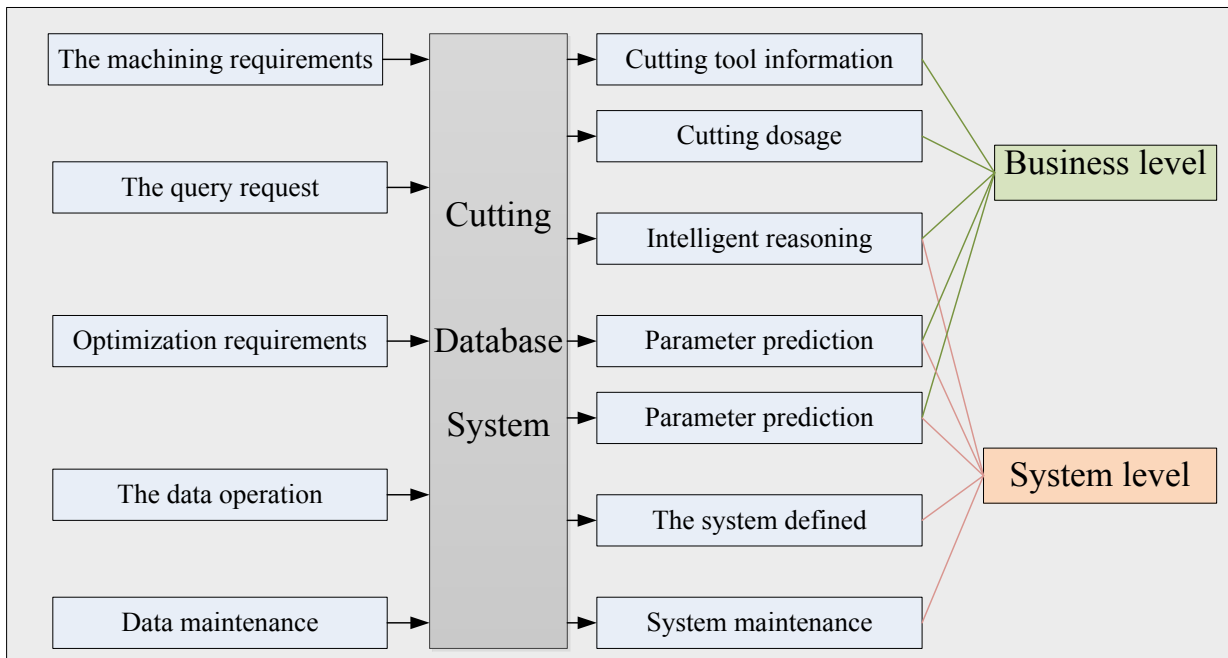 The machining requirements
The query request
Optimization requirements
The data operation
Data maintenance
Cutting
Database
System
Cutting tool information
Cutting dosage
Intelligent reasoning
Parameter prediction
Parameter prediction
The system defined
System maintenance
Business level
System level